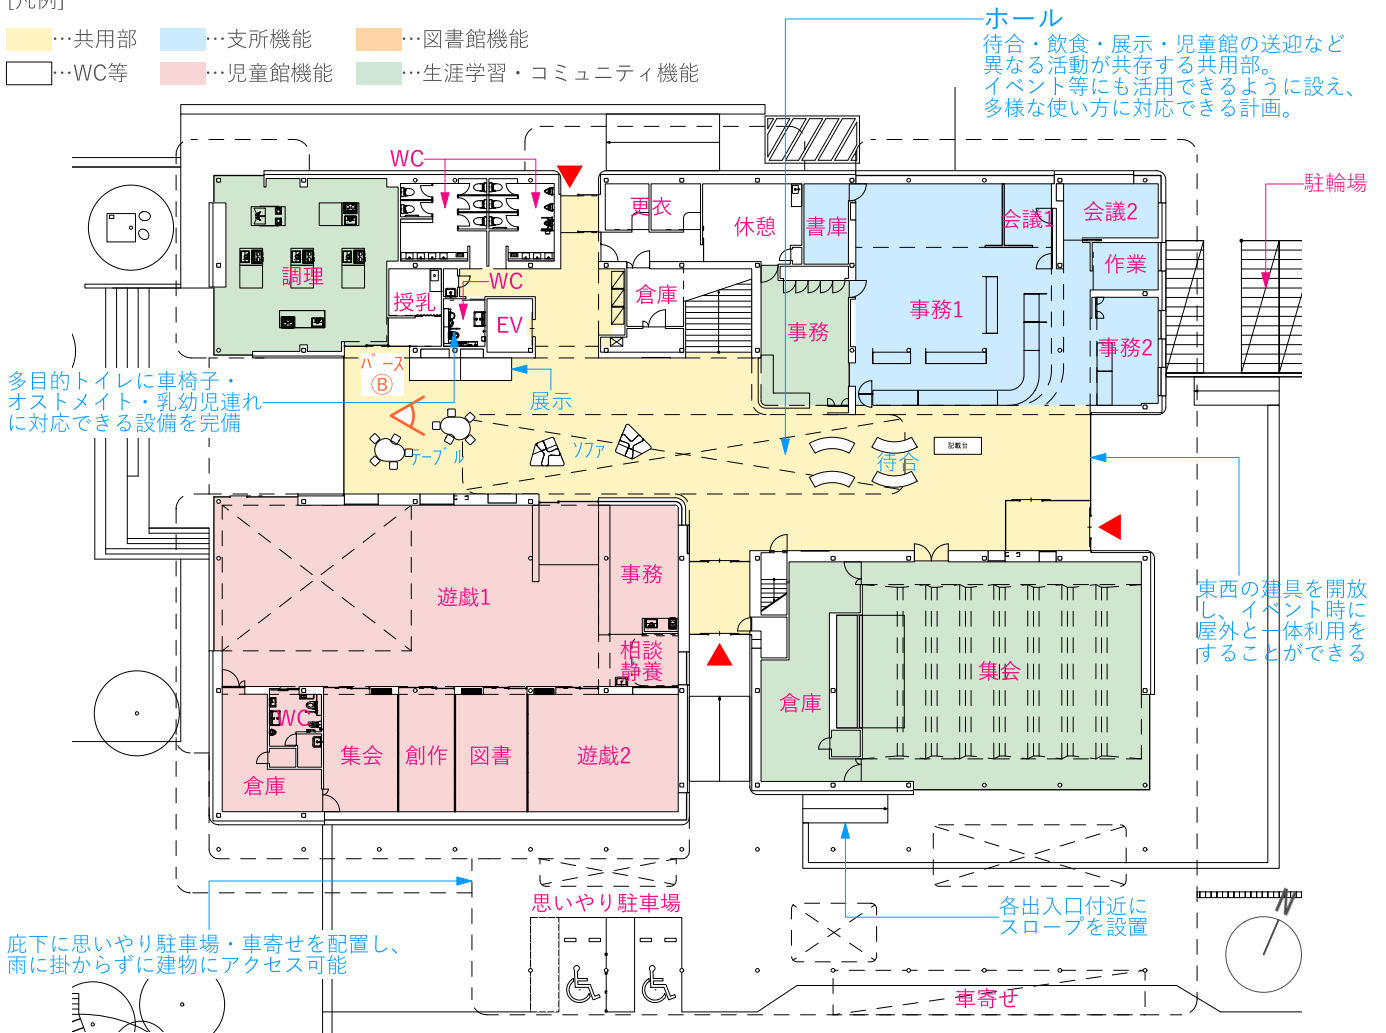 [凡例]
…共用部
…支所機能
…図書館機能
…WC等
…児童館機能
…生涯学習・コミュニティ機能
ホール
待合・飲食・展示・児童館の送迎など
異なる活動が共存する共用部。
イベント等にも活用できるように設え、
多様な使い方に対応できる計画。
WC
駐輪場
更衣
休憩
書庫
会議1
会議2
調理
授乳
WC
EV
倉庫
事務
事務1
作業
事務2
パース
B
多目的トイレに車椅子・
オストメイト・乳幼児連れ
に対応できる設備を完備
展示
テーブル
ソファ
待合
記載台
遊戯1
事務
相談
静養
東西の建具を開放
し、イベント時に
屋外と一体利用を
することができる
集会
倉庫
WC
倉庫
集会
創作
図書
遊戯2
思いやり駐車場
各出入口付近に
スロープを設置
庇下に思いやり駐車場・車寄せを配置し、
雨に掛からずに建物にアクセス可能
車寄せ
N